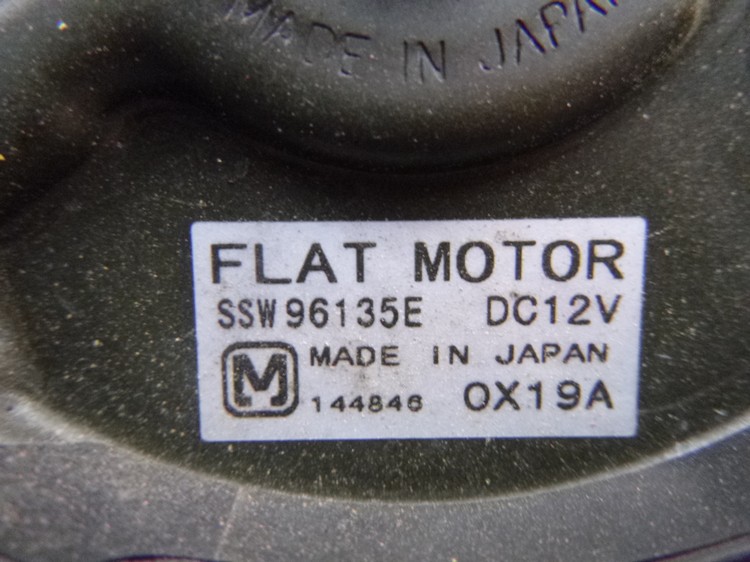 MADE IN JAPAN
FLAT MOTOR
SSW96135E DC12V
M MADE IN JAPAN
144846 0X19A